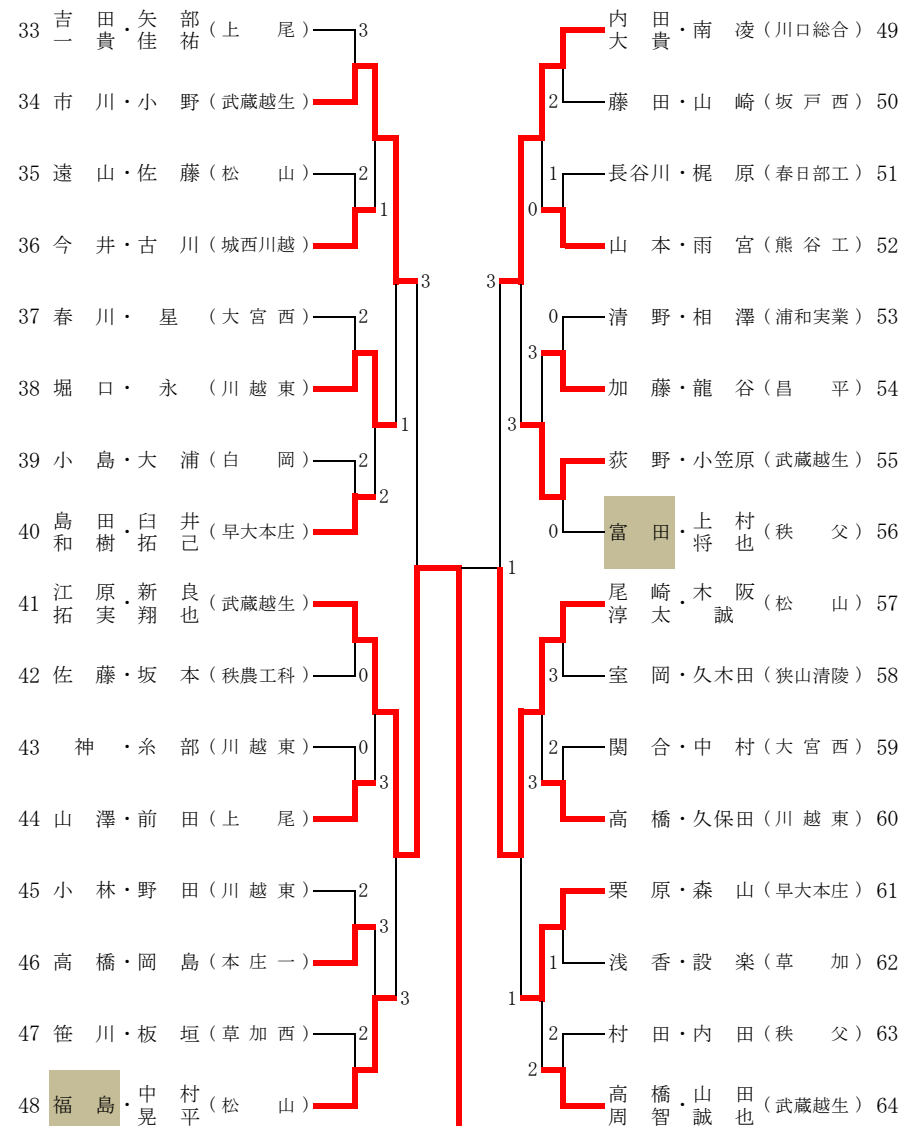 33 吉田一貴・矢部佳祐（上尾） 3
34 市川・小野（武蔵越生）
35 遠山・佐藤（松山） 2
1
36 今井・古川（城西川越）
3
37 春川・星（大宮西） 2
38 堀口・永（川越東）
1
39 小島・大浦（白岡） 2
2
40 島田和樹・臼井拓己（早大本庄）
41 江原拓実・新良翔也（武蔵越生）
42 佐藤・坂本（秩農工科） 0
43 神・糸部（川越東） 0
3
44 山澤・前田（上尾）
45 小林・野田（川越東） 2
3
46 高橋・岡島（本庄一）
3
47 笹川・板垣（草加西） 2
48 福島・中村晃平（松山）
内田大貴・南凌（川口総合） 49
2 藤田・山崎（坂戸西） 50
1 長谷川・梶原（春日部工） 51
0
山本・雨宮（熊谷工） 52
3
0 清野・相澤（浦和実業） 53
3
加藤・龍谷（昌平） 54
3
荻野・小笠原（武蔵越生） 55
0 富田・上村将也（秩父） 56
1
尾崎淳太・木阪誠（松山） 57
3 室岡・久木田（狭山清陵） 58
2 関合・中村（大宮西） 59
3
高橋・久保田（川越東） 60
栗原・森山（早大本庄） 61
1 浅香・設楽（草加） 62
1
2 村田・内田（秩父） 63
2
高橋周智・山田誠也（武蔵越生） 64